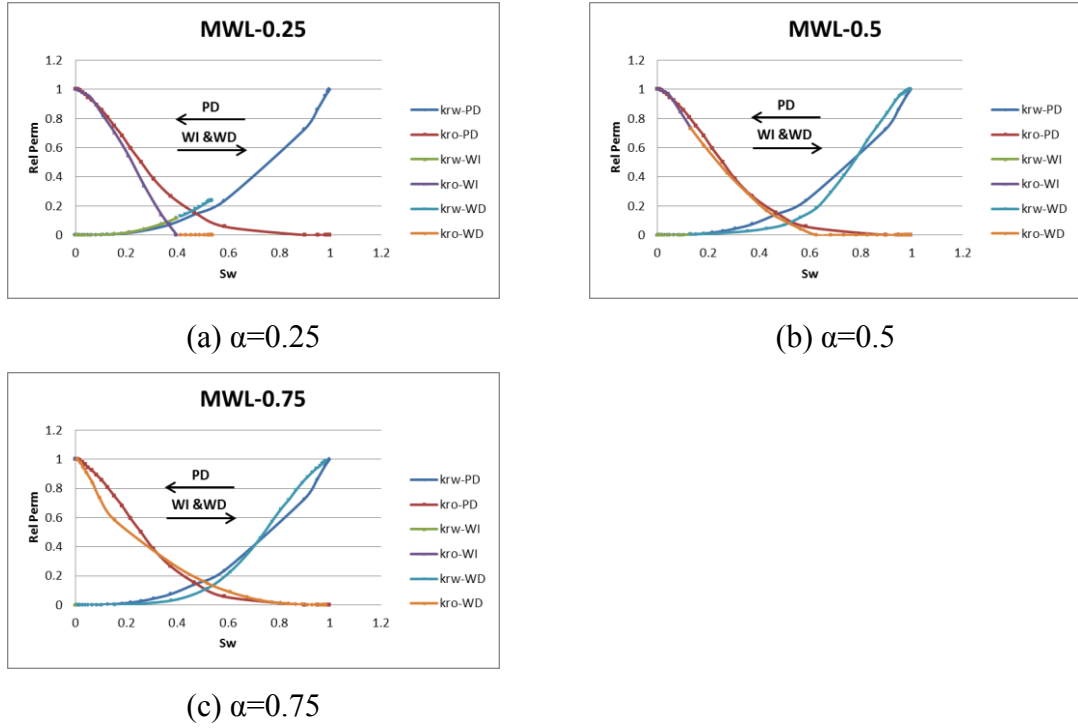 MWL-0.25
1.2
1
0.8
0.6
0.4
0.2
0
Rel Perm
PD
WI &WD
0 0.2 0.4 0.6 0.8 1 1.2
Sw
krw-PD
kro-PD
krw-WI
kro-WI
krw-WD
kro-WD
(a) α=0.25
MWL-0.5
1.2
1
0.8
0.6
0.4
0.2
0
Rel Perm
PD
WI &WD
0 0.2 0.4 0.6 0.8 1 1.2
Sw
krw-PD
kro-PD
krw-WI
kro-WI
krw-WD
kro-WD
(b) α=0.5
MWL-0.75
1.2
1
0.8
0.6
0.4
0.2
0
Rel Perm
PD
WI &WD
0 0.2 0.4 0.6 0.8 1 1.2
Sw
krw-PD
kro-PD
krw-WI
kro-WI
krw-WD
kro-WD
(c) α=0.75